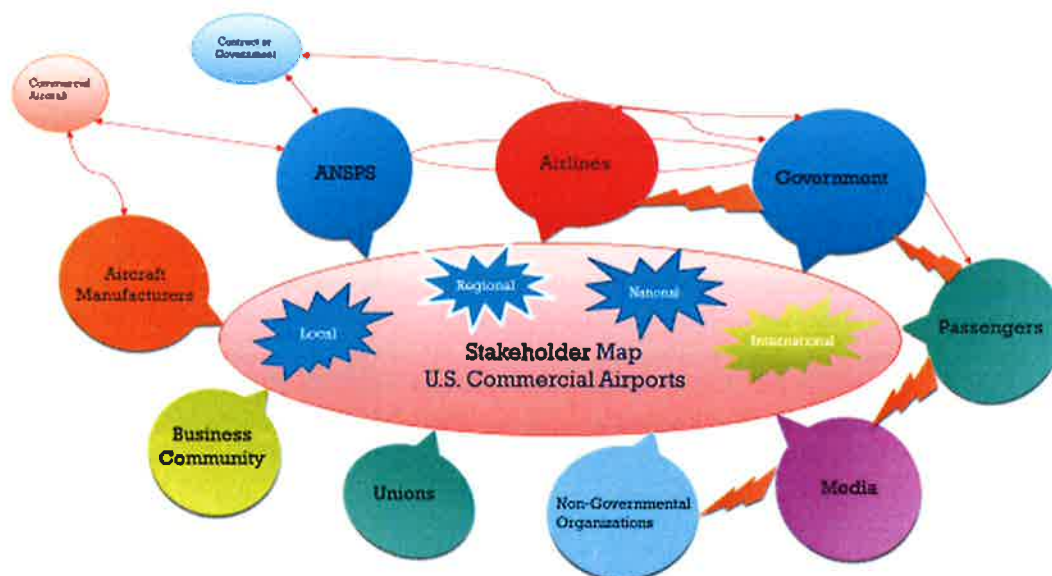 Contract or
Government
Commercial
Aircraft
ANSPS
Airlines
Government
Aircraft
Manufacturers
Regional
National
Local
International
Passengers
Stakeholder Map
U.S. Commercial Airports
Business
Community
Unions
Non-Governmental
Organizations
Media